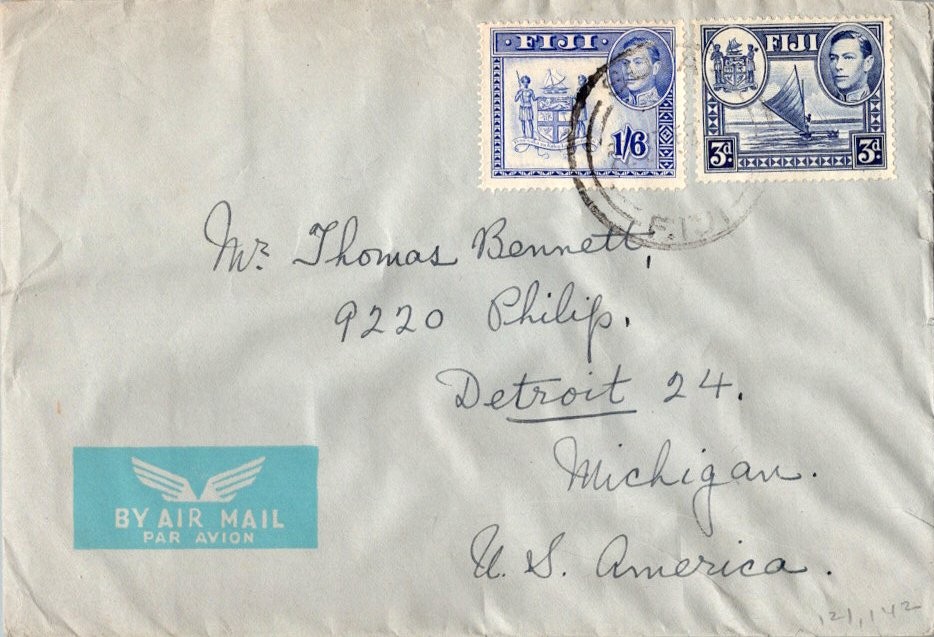 FIJI
1/6
FIJI
3d 3d
FIJI
Mr. Thomas Bennett,
9220 Philip.
Detroit 24.
Michigan.
U. S. America.
BY AIR MAIL
PAR AVION
121,142